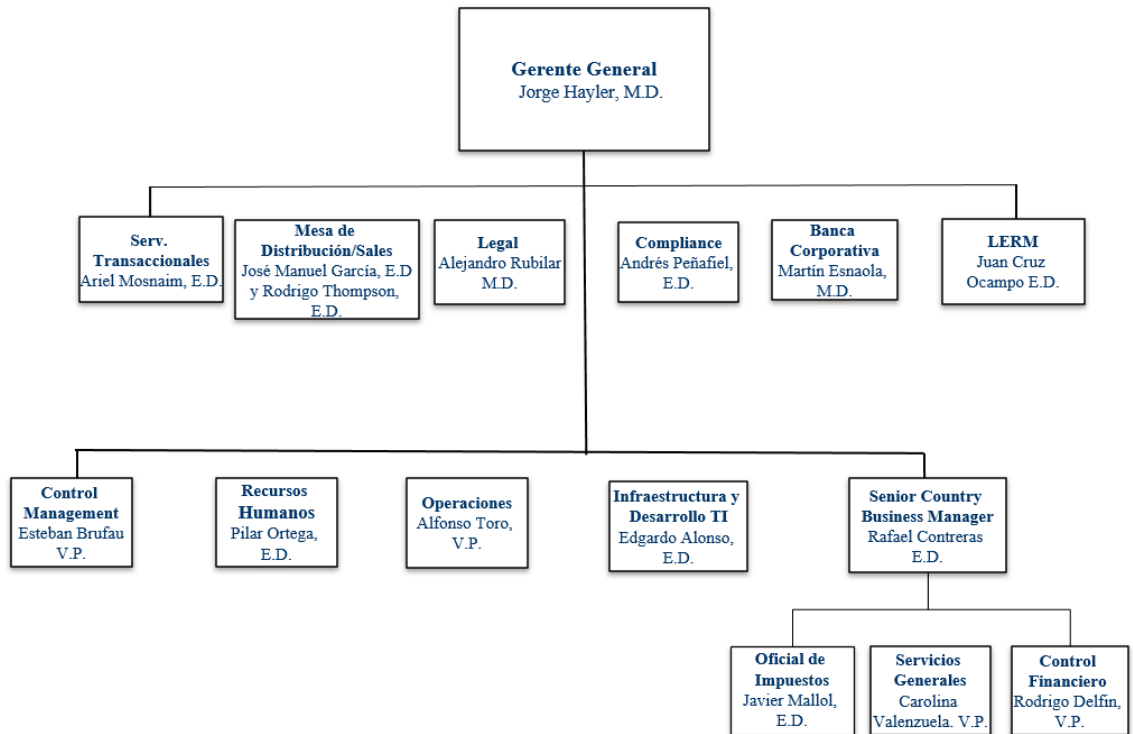 Gerente General
Jorge Hayler, M.D.
Serv.
Transaccionales
Ariel Mosnaim, E.D.
Mesa de
Distribución/Sales
José Manuel García, E.D
y Rodrigo Thompson,
E.D.
Legal
Alejandro Rubilar
M.D.
Compliance
Andrés Peñafiel,
E.D.
Banca
Corporativa
Martín Esnaola,
M.D.
LERM
Juan Cruz
Ocampo E.D.
Control
Management
Esteban Brufau
V.P.
Recursos
Humanos
Pilar Ortega,
E.D.
Operaciones
Alfonso Toro,
V.P.
Infraestructura y
Desarrollo TI
Edgardo Alonso,
E.D.
Senior Country
Business Manager
Rafael Contreras
E.D.
Oficial de
Impuestos
Javier Mallol,
E.D.
Servicios
Generales
Carolina
Valenzuela. V.P.
Control
Financiero
Rodrigo Delfín,
V.P.